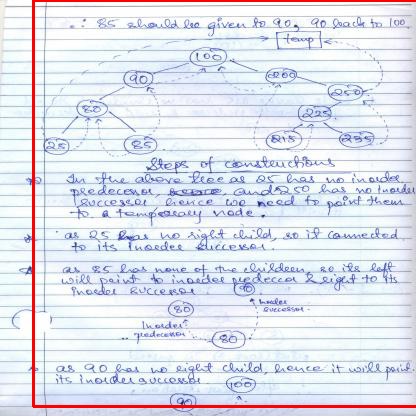 ∴ 85 should be given to 90, 90 back to 100.
temp
100
90
200
250
80
225
25
85
215
235
Steps of constructions
In the above tree as 25 has no inorder
predecessor, and 250 has no inorder
successor, hence we need to point them
to a temporary node.
as 25 has no right child, so it connected
to its inorder successor.
as 85 has none of the children, so its left
will point to inorder predeccor & right to its
inorder successor.
90
80
Inorder
successor.
Inorder
predecessor
80
as 90 has no right child, hence it will point
its inorder successor
100
90